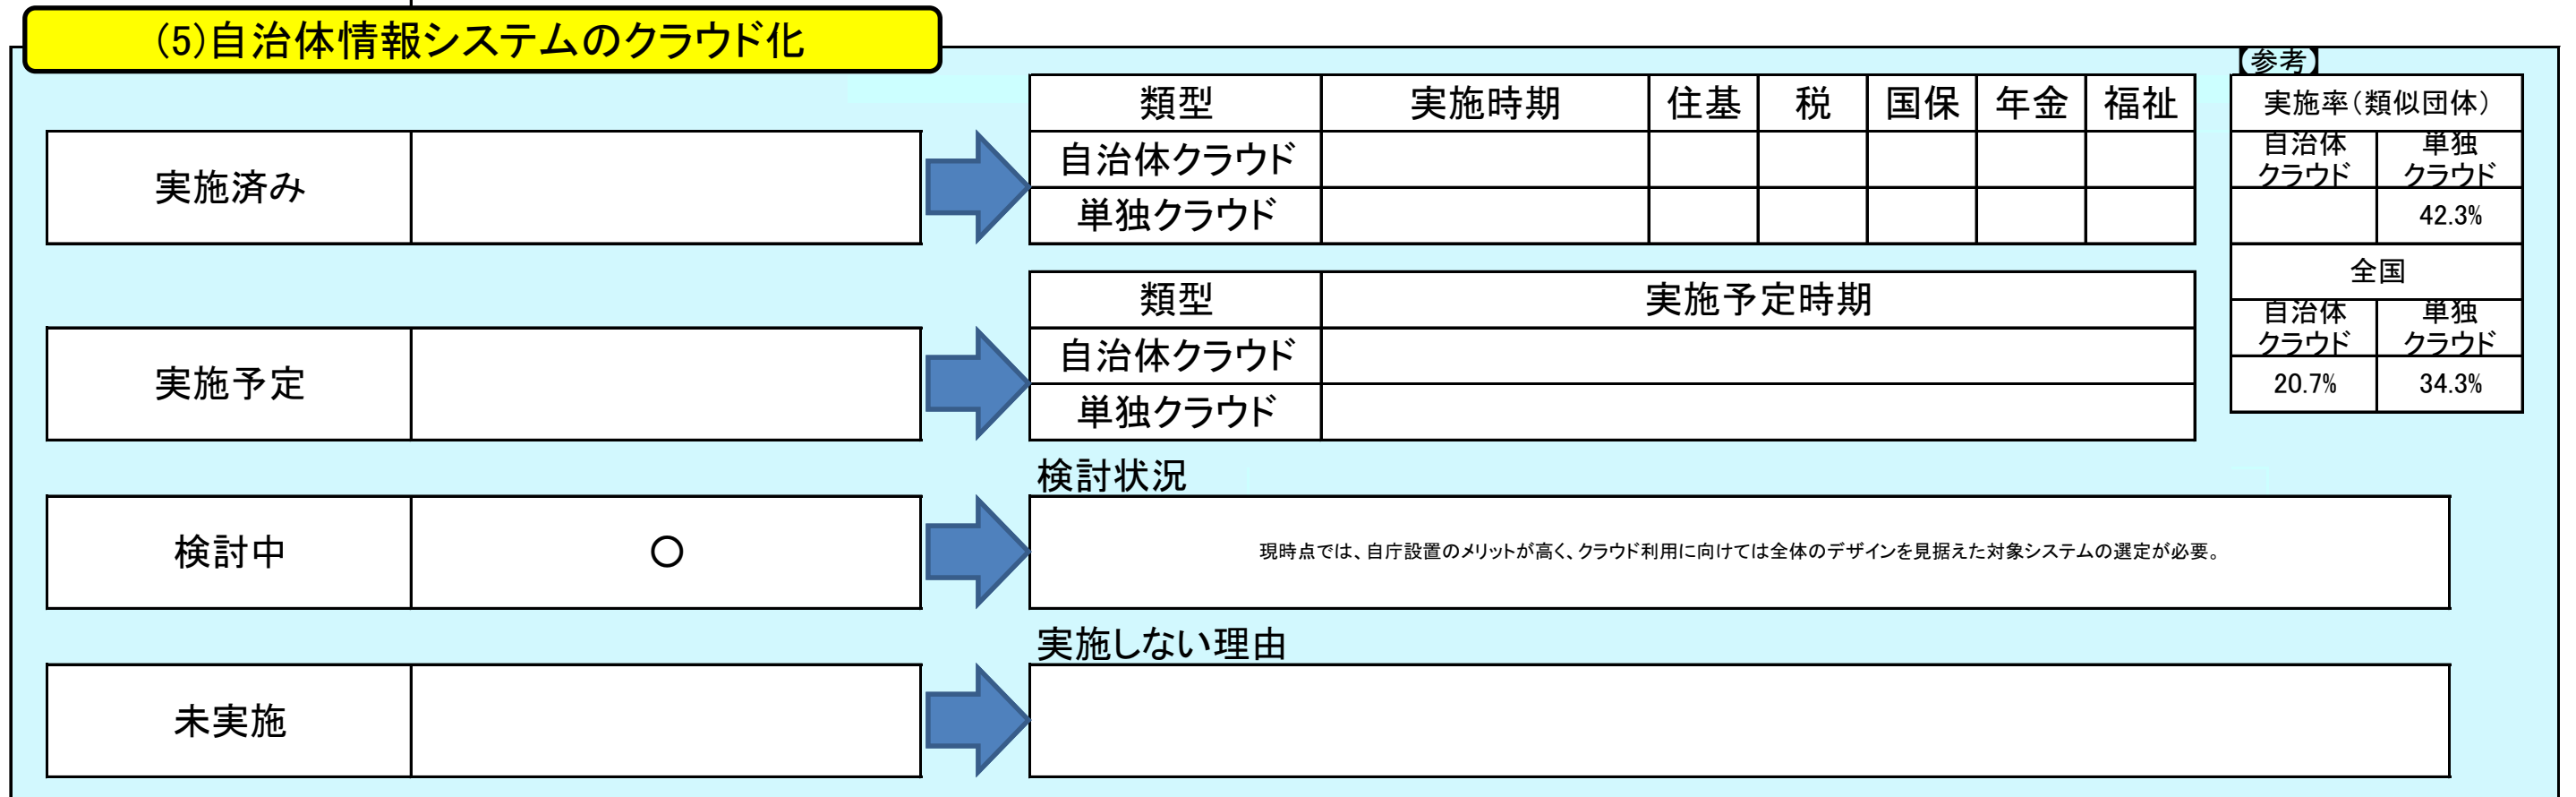 (5)自治体情報システムのクラウド化
【参考】
類型 実施時期 住基 税 国保 年金 福祉
自治体クラウド
単独クラウド
実施済み
実施率(類似団体)
自治体
クラウド
単独
クラウド
42.3%
全国
自治体
クラウド
単独
クラウド
20.7% 34.3%
類型 実施予定時期
自治体クラウド
単独クラウド
実施予定
検討状況
検討中 ○
現時点では、自庁設置のメリットが高く、クラウド利用に向けては全体のデザインを見据えた対象システムの選定が必要。
実施しない理由
未実施